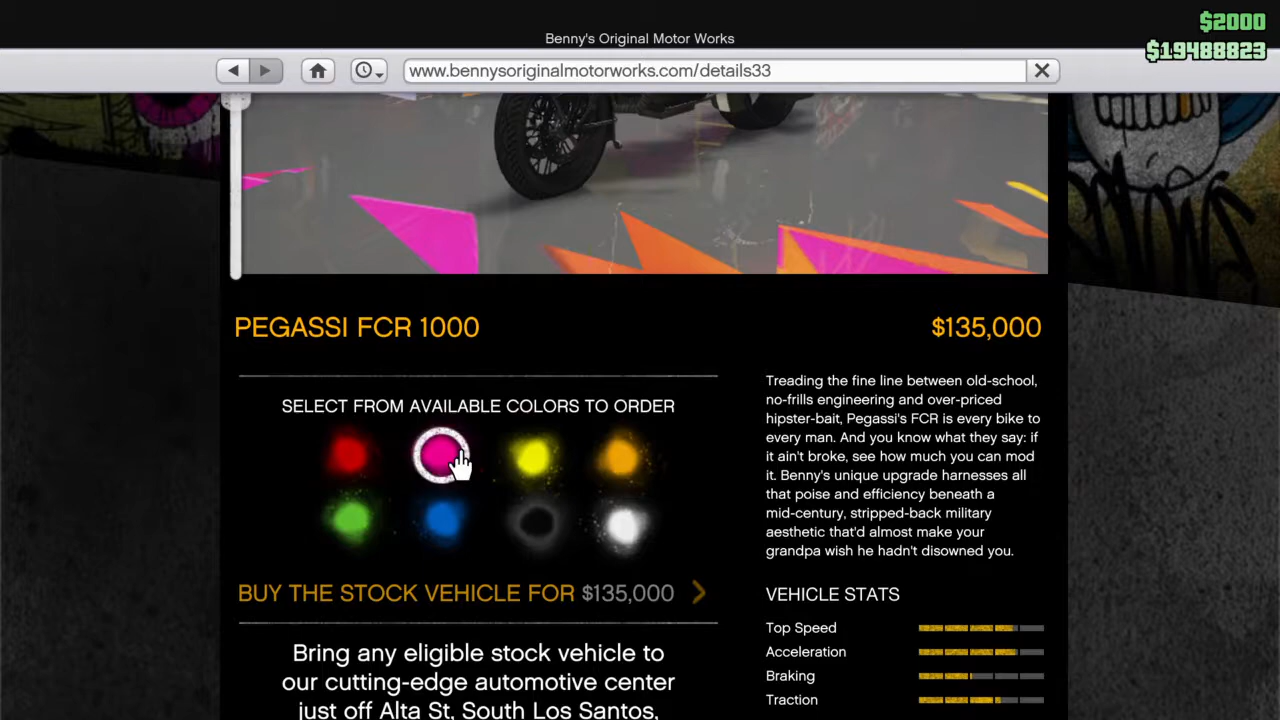 $2000
Benny's Original Motor Works
$19488823
www.bennysoriginalmotorworks.com/details33
PEGASSI FCR 1000
$135,000
SELECT FROM AVAILABLE COLORS TO ORDER
BUY THE STOCK VEHICLE FOR $135,000
Bring any eligible stock vehicle to
our cutting-edge automotive center
just off Alta St, South Los Santos,
Treading the fine line between old-school,
no-frills engineering and over-priced
hipster-bait, Pegassi's FCR is every bike to
every man. And you know what they say: if
it ain't broke, see how much you can mod
it. Benny's unique upgrade harnesses all
that poise and efficiency beneath a
mid-century, stripped-back military
aesthetic that'd almost make your
grandpa wish he hadn't disowned you.
VEHICLE STATS
Top Speed
Acceleration
Braking
Traction